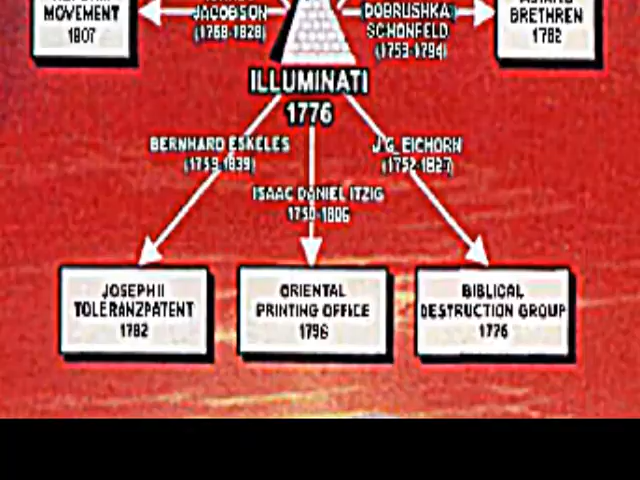 MOVEMENT
1807
JACOBSON
(1768-1828)
DOBRUSHKA
SCHONFELD
(1753-1794)
BRETHREN
1782
ILLUMINATI
1776
BERNHARD ESKELES
(1753-1839)
J.G. EICHORN
(1752-1827)
ISAAC DANIEL ITZIG
1750-1806
JOSEPH II
TOLERANZPATENT
1782
ORIENTAL
PRINTING OFFICE
1796
BIBLICAL
DESTRUCTION GROUP
1776